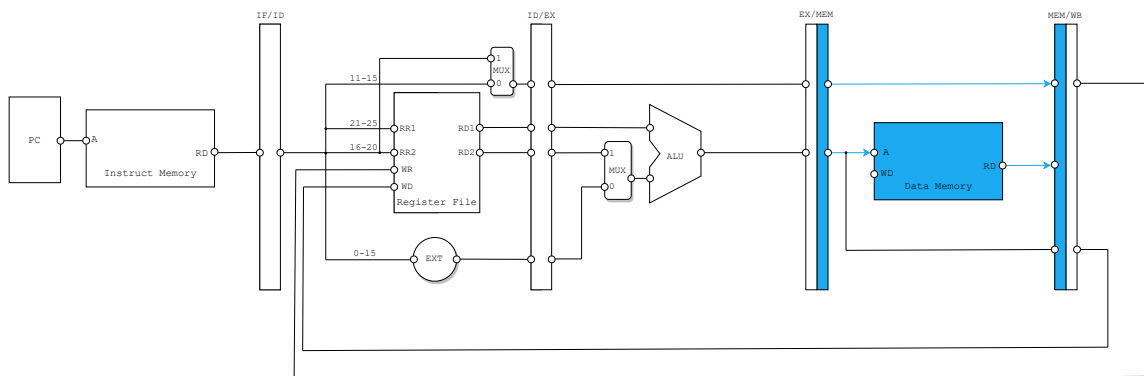 IF/ID
ID/EX
EX/MEM
MEM/WB
1
MUX
0
11-15
PC
A
RD
Instruct Memory
21-25
RR1
RD1
16-20
RR2
RD2
WR
WD
Register File
1
MUX
0
ALU
A
WD
RD
Data Memory
0-15
EXT